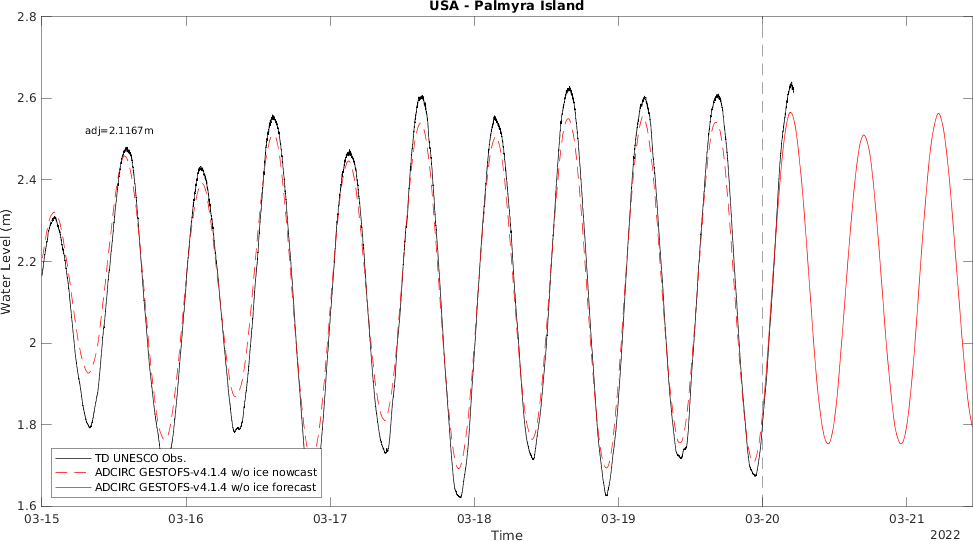 USA - Palmyra Island
2.8
2.6
2.4
2.2
2
1.8
1.6
Water Level (m)
adj=2.1167m
TD UNESCO Obs.
ADCIRC GESTOFS-v4.1.4 w/o ice nowcast
ADCIRC GESTOFS-v4.1.4 w/o ice forecast
03-15 03-16 03-17 03-18 03-19 03-20 03-21
Time
2022